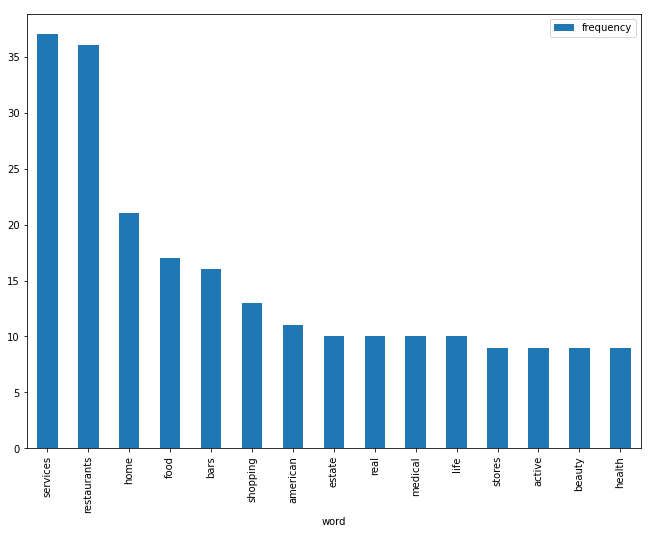 frequency
35
30
25
20
15
10
5
0
services
restaurants
home
food
bars
shopping
american
estate
real
medical
life
stores
active
beauty
health
word